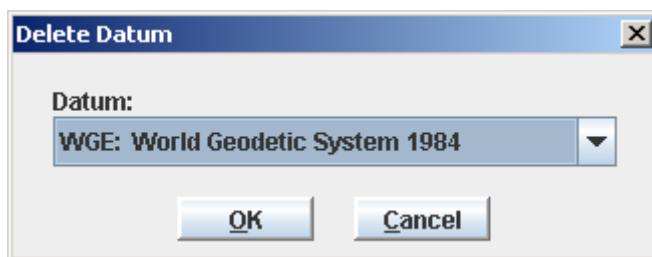 Delete Datum
Datum:
WGE: World Geodetic System 1984
OK
Cancel